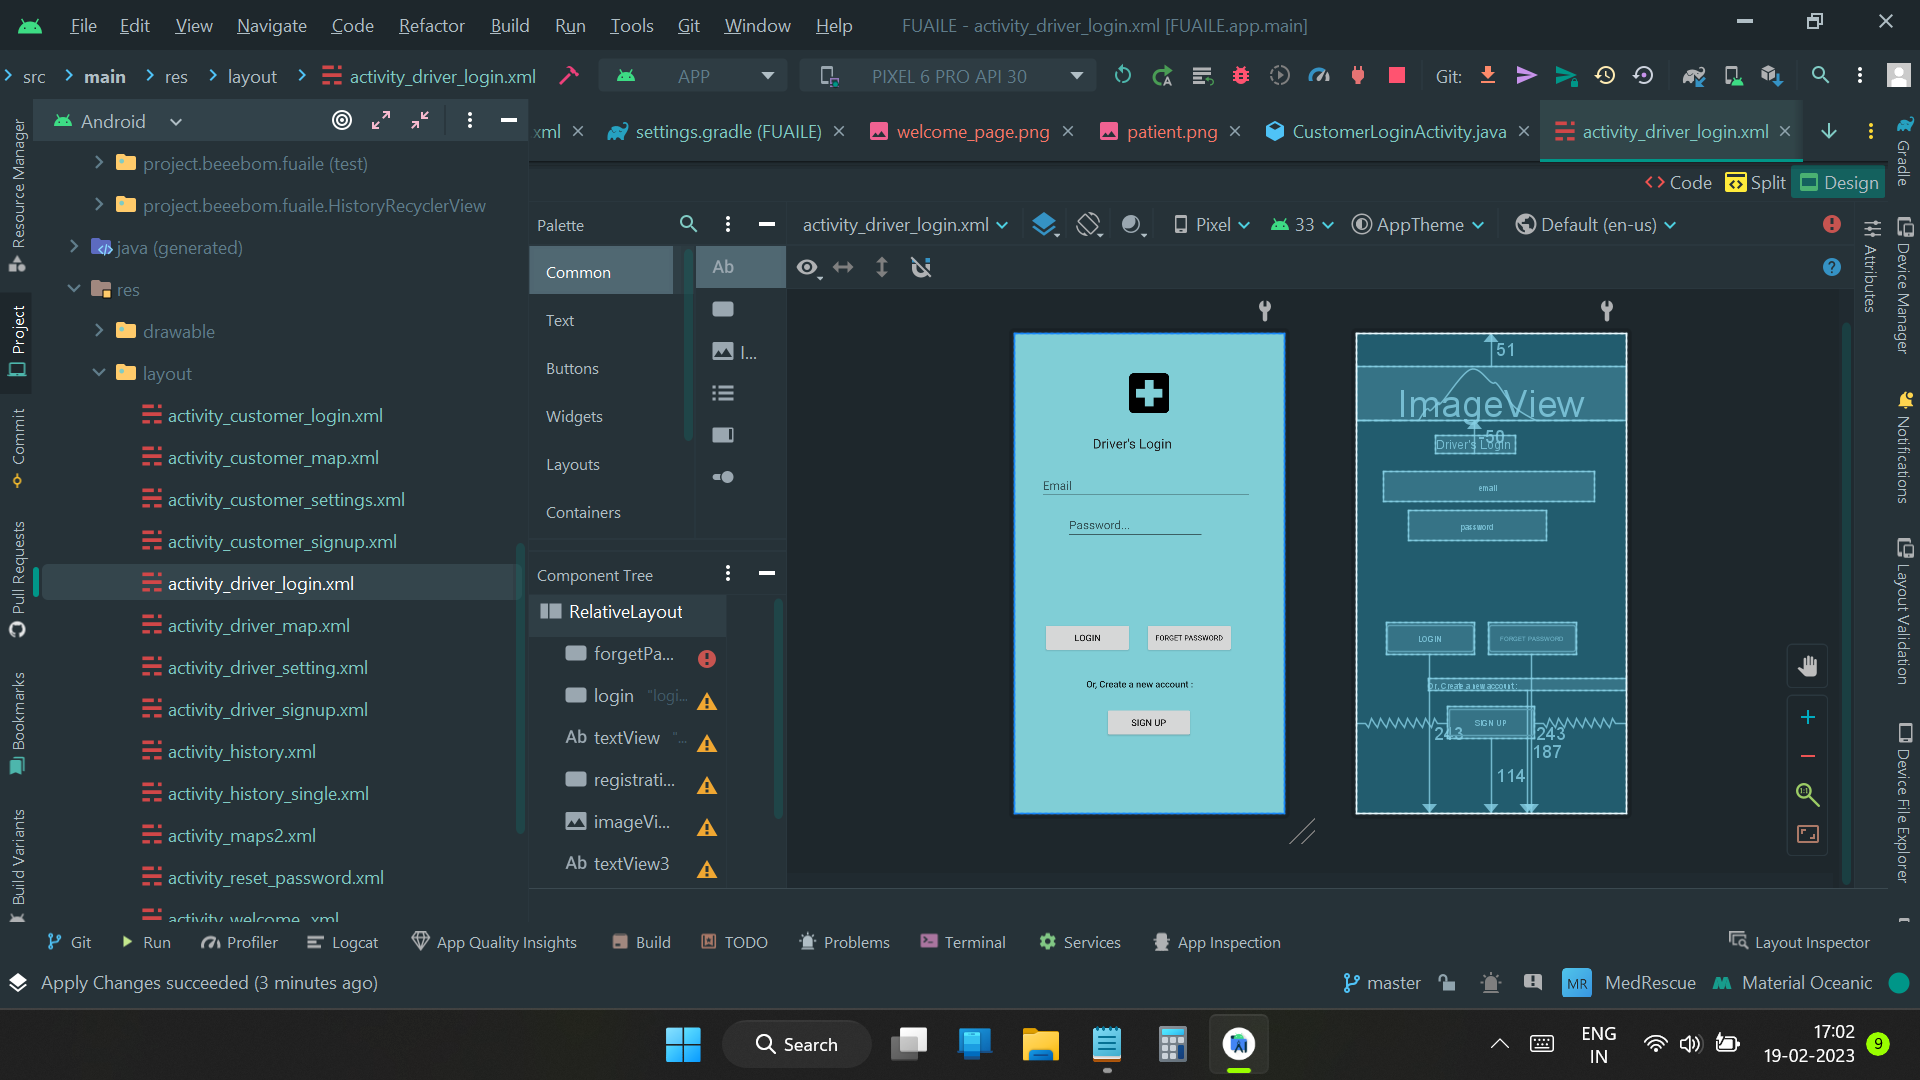 File Edit View Navigate Code Refactor Build Run Tools Git Window Help FUAILE - activity_driver_login.xml [FUAILE.app.main]
src main res layout activity_driver_login.xml APP PIXEL 6 PRO API 30 Git:
Android
xml settings.gradle (FUAILE) welcome_page.png patient.png CustomerLoginActivity.java activity_driver_login.xml
Code Split Design
Resource Manager
Project
Commit
Pull Requests
Bookmarks
Build Variants
project.beeebom.fuaile (test)
project.beeebom.fuaile.HistoryRecyclerView
java (generated)
res
drawable
layout
activity_customer_login.xml
activity_customer_map.xml
activity_customer_settings.xml
activity_customer_signup.xml
activity_driver_login.xml
activity_driver_map.xml
activity_driver_setting.xml
activity_driver_signup.xml
activity_history.xml
activity_history_single.xml
activity_maps2.xml
activity_reset_password.xml
activity_welcome_.xml
Palette
Common
Text
Buttons
Widgets
Layouts
Containers
Ab
I...
Component Tree
RelativeLayout
forgetPa...
login "logi...
Ab textView "...
registrati...
imageVi...
Ab textView3
activity_driver_login.xml Pixel 33 AppTheme Default (en-us)
Driver's Login
Email
Password...
LOGIN FORGET PASSWORD
Or, Create a new account :
SIGN UP
51
ImageView
-50
Driver's Login
email
password
LOGIN FORGET PASSWORD
Or, Create a new account :
SIGN UP
243 243
187
114
1:1
Attributes
Gradle
Device Manager
Notifications
Layout Validation
Device File Explorer
Git Run Profiler Logcat App Quality Insights Build TODO Problems Terminal Services App Inspection Layout Inspector
Apply Changes succeeded (3 minutes ago) master MR MedRescue Material Oceanic
Search
ENG
IN
17:02
19-02-2023
9